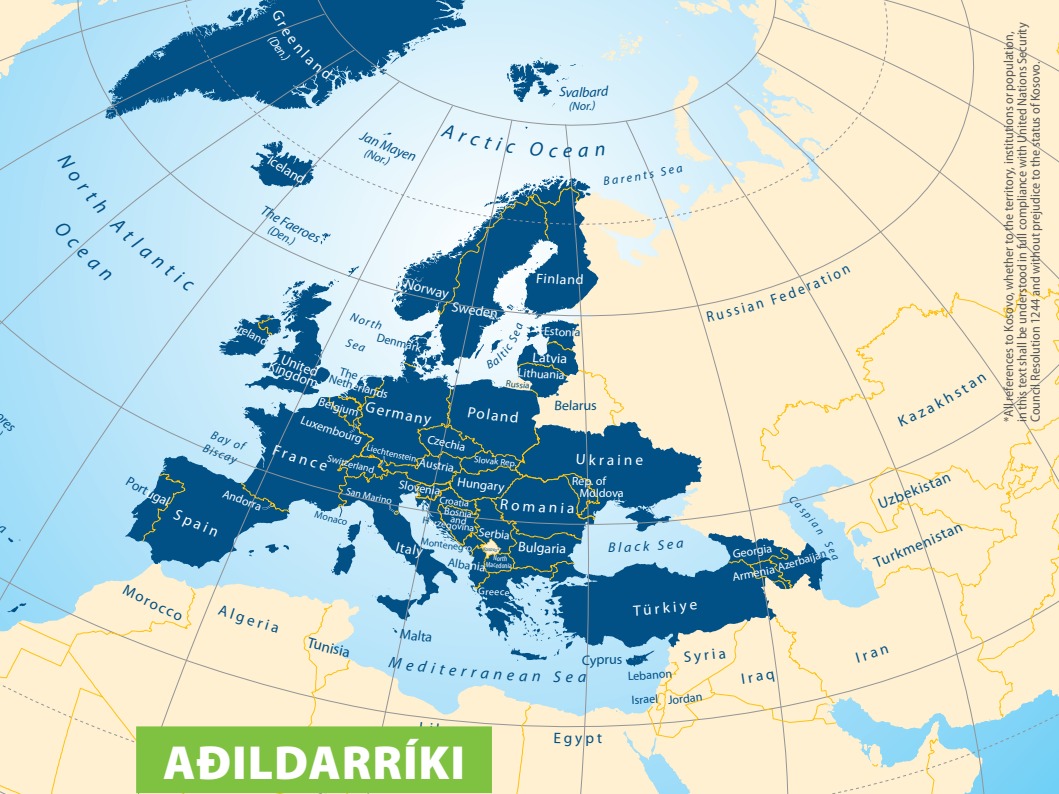 Greenland
(Den.)
Svalbard
(Nor.)
Jan Mayen
(Nor.)
Arctic Ocean
Barents Sea
Iceland
North Atlantic
Ocean
The Faeroes
(Den.)
Russian Federation
Norway
Sweden
Finland
North
Sea
Denmark
Baltic Sea
Estonia
Latvia
Lithuania
Russia
Ireland
United
Kingdom
The
Netherlands
Belgium
Germany
Poland
Belarus
Kazakhstan
Luxembourg
Czechia
Bay of
Biscay
France
Liechtenstein
Switzerland
Austria
Slovak Rep.
Ukraine
Rep. of
Moldova
Slovenia
Hungary
Romania
Portugal
Andorra
Spain
San Marino
Monaco
Croatia
Bosnia
and
Herzegovina
Serbia
Italy
Montenegro
Bulgaria
Albania
North
Macedonia
Black Sea
Georgia
Armenia
Azerbaijan
Caspian Sea
Uzbekistan
Turkmenistan
Greece
Türkiye
Morocco
Algeria
Tunisia
Malta
Mediterranean Sea
Cyprus
Syria
Lebanon
Iraq
Iran
Israel
Jordan
Egypt
*All references to Kosovo, whether to the territory, institutions or population,
in this text shall be understood in full compliance with United Nations Security
Council Resolution 1244 and without prejudice to the status of Kosovo.
AÐILDARRÍKI